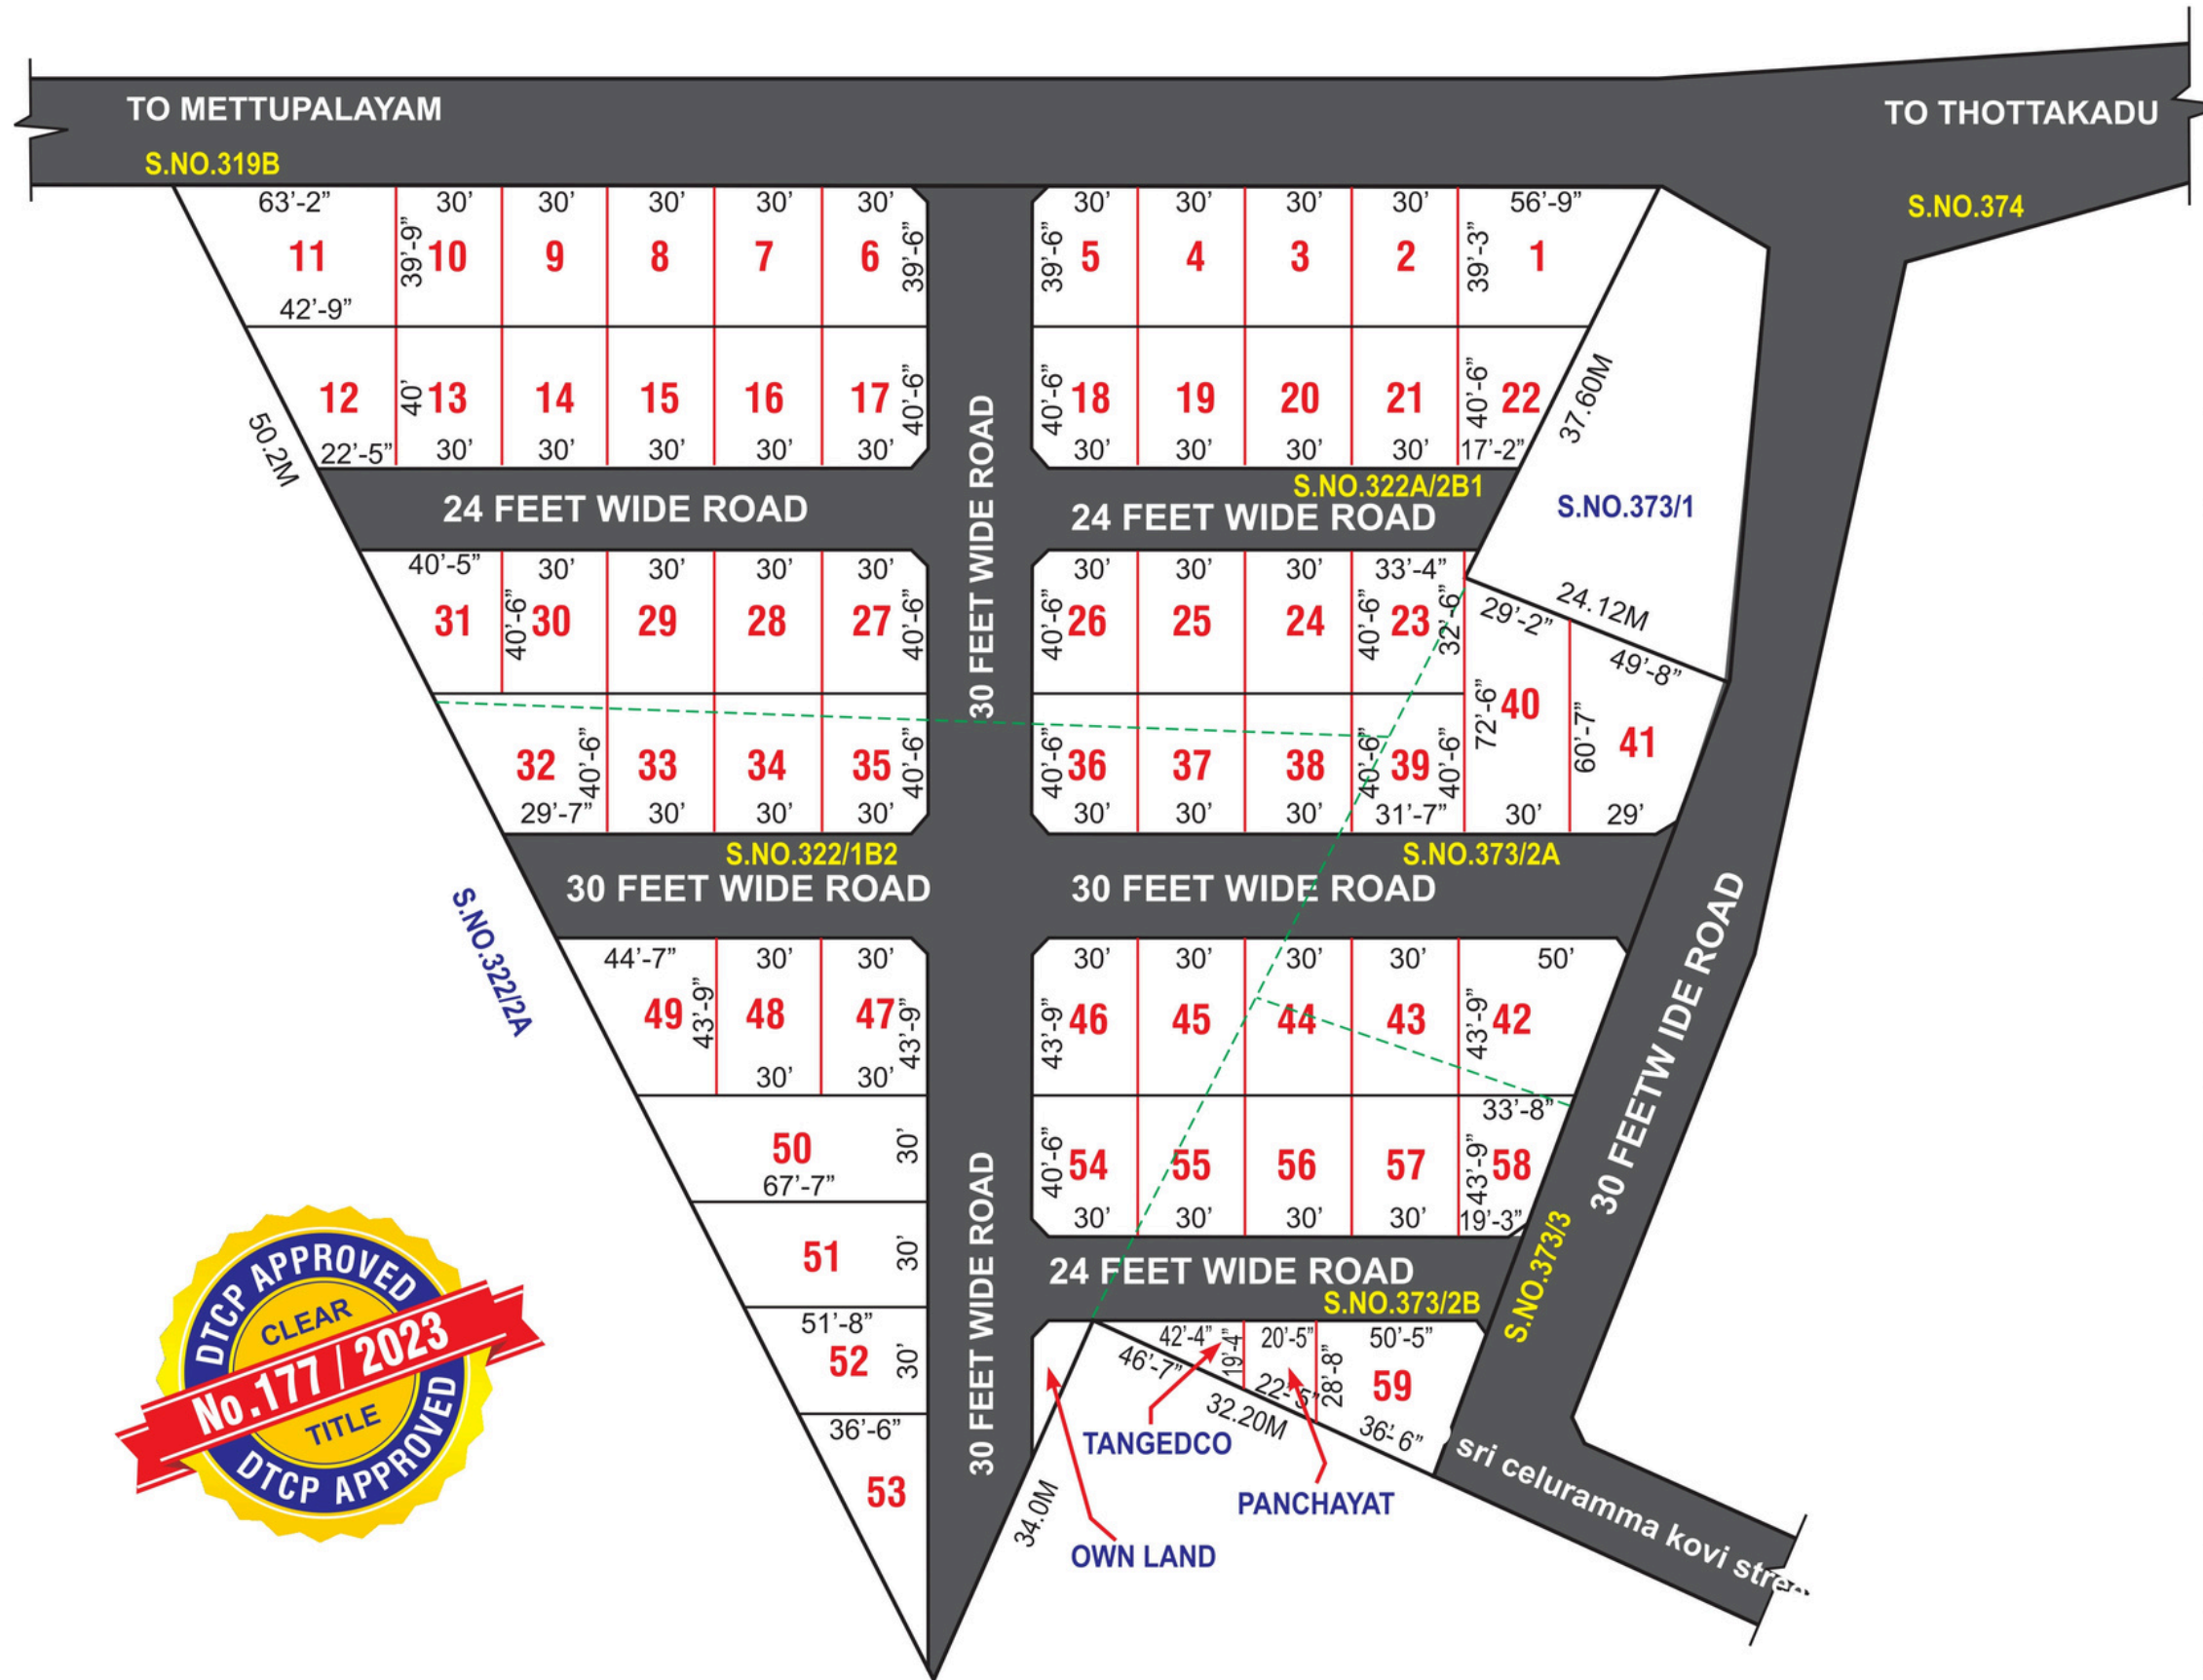 TO METTUPALAYAM
TO THOTTAKADU
S.NO.319B
S.NO.374
63'-2” 30' 30' 30' 30' 30' 30' 30' 30' 30' 56'-9”
39'-9” 39'-6” 39'-6” 39'-3”
11 10 9 8 7 6 5 4 3 2 1
42'-9”
12 13 14 15 16 17 18 19 20 21 22
40' 40'-6” 40'-6” 40'-6”
22'-5” 30' 30' 30' 30' 30' 30' 30' 30' 30' 17'-2”
50.2M
37.60M
S.NO.322A/2B1
24 FEET WIDE ROAD
24 FEET WIDE ROAD
S.NO.373/1
30 FEET WIDE ROAD
40'-5” 30' 30' 30' 30' 30' 30' 30' 33'-4”
29'-2”
24.12M
49'-8”
31 30 29 28 27 26 25 24 23
40'-6” 40'-6” 40'-6” 40'-6” 32'-6”
40 41
72'-6” 60'-7”
32 33 34 35 36 37 38 39
40'-6” 40'-6” 40'-6” 40'-6” 40'-6”
29'-7” 30' 30' 30' 30' 30' 30' 31'-7” 30' 29'
S.NO.322/1B2
S.NO.373/2A
30 FEET WIDE ROAD
30 FEET WIDE ROAD
S.NO.322/2A
30 FEETW IDE ROAD
44'-7” 30' 30' 30' 30' 30' 30' 50'
49 48 47 46 45 44 43 42
43'-9” 43'-9” 43'-9” 43'-9”
30' 30'
33'-8”
50 30'
67'-7”
54 55 56 57 58
40'-6” 43'-9”
30' 30' 30' 30' 19'-3”
51 30'
30 FEET WIDE ROAD
24 FEET WIDE ROAD
S.NO.373/2B
S.NO.373/3
51'-8”
52 30'
42'-4” 20'-5” 50'-5”
46'-7” 19'-4” 22-'5” 28'-8” 59
32.20M
36'-6”
36'-6”
53
34.0M
TANGEDCO
PANCHAYAT
OWN LAND
sri celuramma kovi
DTCP APPROVED
CLEAR
No.177 | 2023
TITLE
DTCP APPROVED